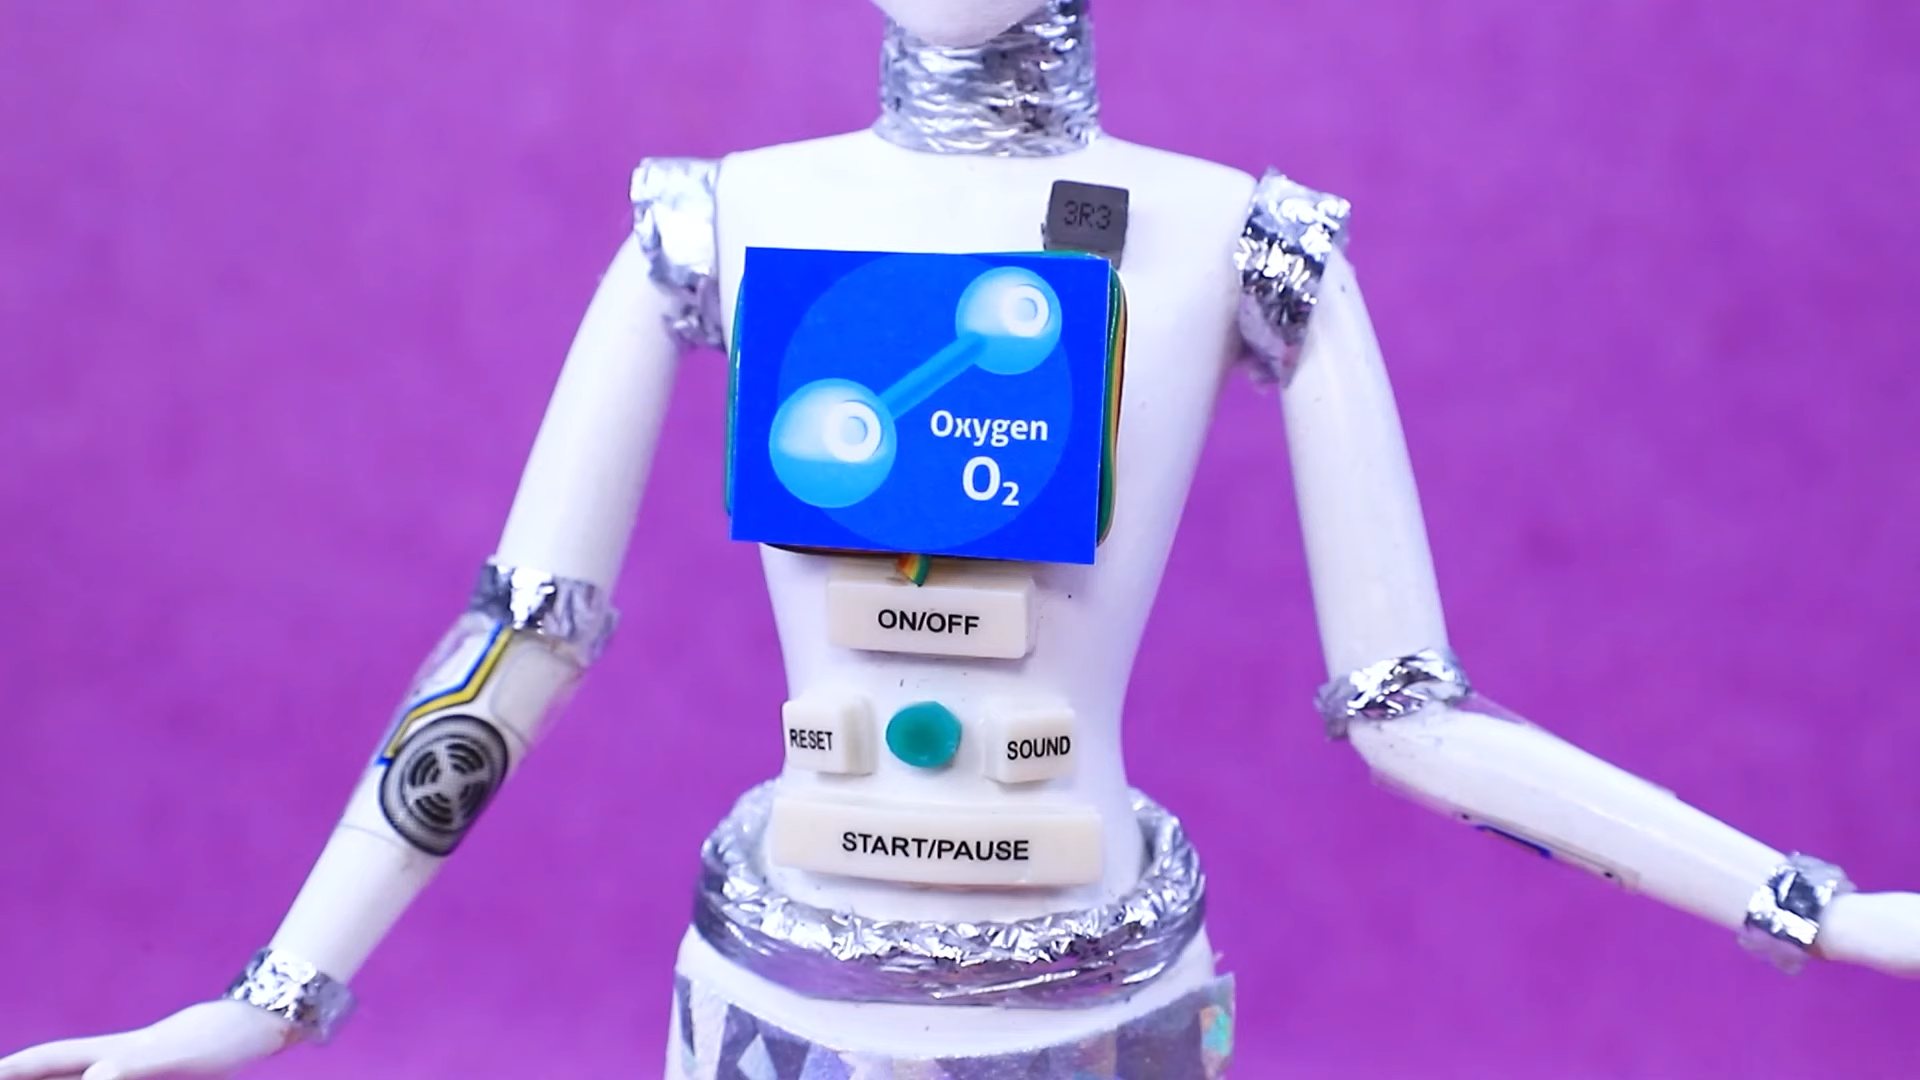 3R3
Oxygen
O₂
ON/OFF
RESET
SOUND
START/PAUSE